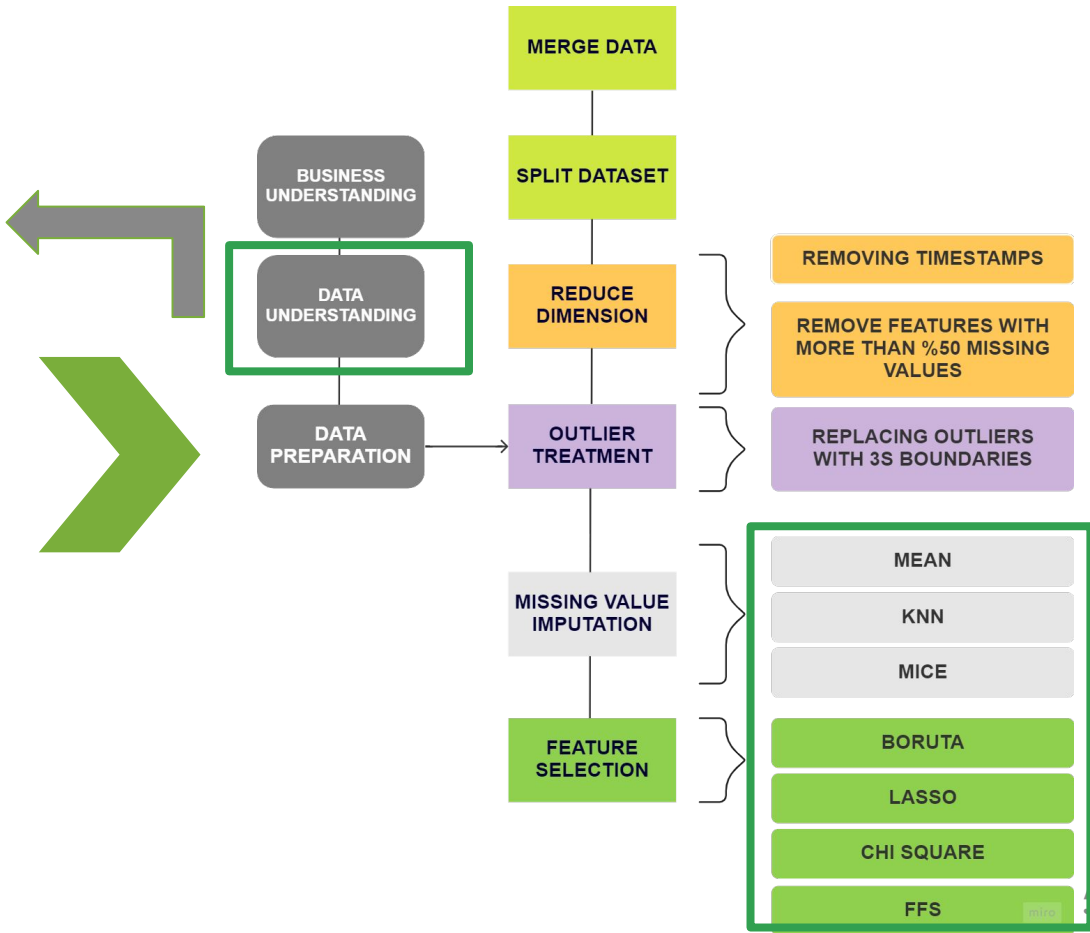 MERGE DATA
SPLIT DATASET
BUSINESS
UNDERSTANDING
DATA
UNDERSTANDING
DATA
PREPARATION
REDUCE
DIMENSION
REMOVING TIMESTAMPS
REMOVE FEATURES WITH
MORE THAN %50 MISSING
VALUES
OUTLIER
TREATMENT
REPLACING OUTLIERS
WITH 3S BOUNDARIES
MISSING VALUE
IMPUTATION
MEAN
KNN
MICE
FEATURE
SELECTION
BORUTA
LASSO
CHI SQUARE
FFS
miro